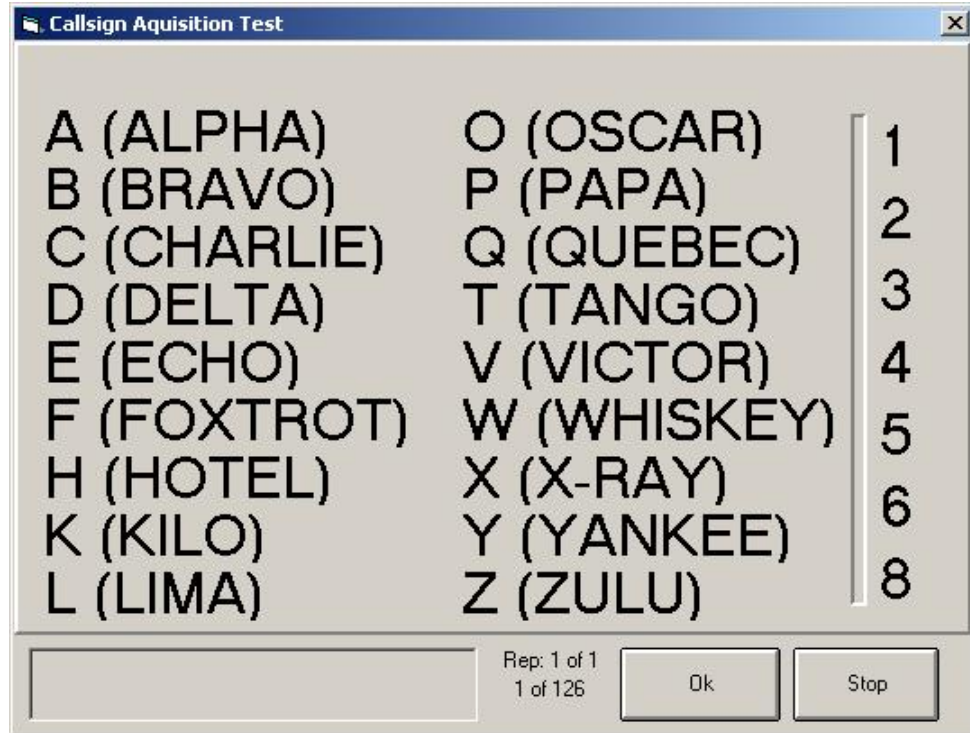 Callsign Aquisition Test
A (ALPHA)
B (BRAVO)
C (CHARLIE)
D (DELTA)
E (ECHO)
F (FOXTROT)
H (HOTEL)
K (KILO)
L (LIMA)
O (OSCAR)
P (PAPA)
Q (QUEBEC)
T (TANGO)
V (VICTOR)
W (WHISKEY)
X (X-RAY)
Y (YANKEE)
Z (ZULU)
1
2
3
4
5
6
8
Rep: 1 of 1
1 of 126
Ok
Stop